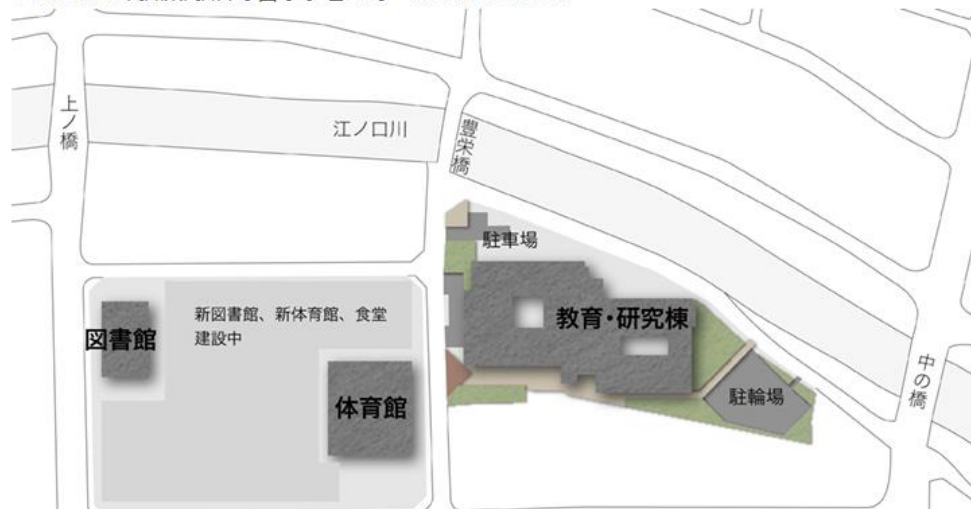 上ノ橋
江ノ口川
豊栄橋
駐車場
新図書館、新体育館、食堂
建設中
図書館
教育・研究棟
体育館
駐輪場
中の橋